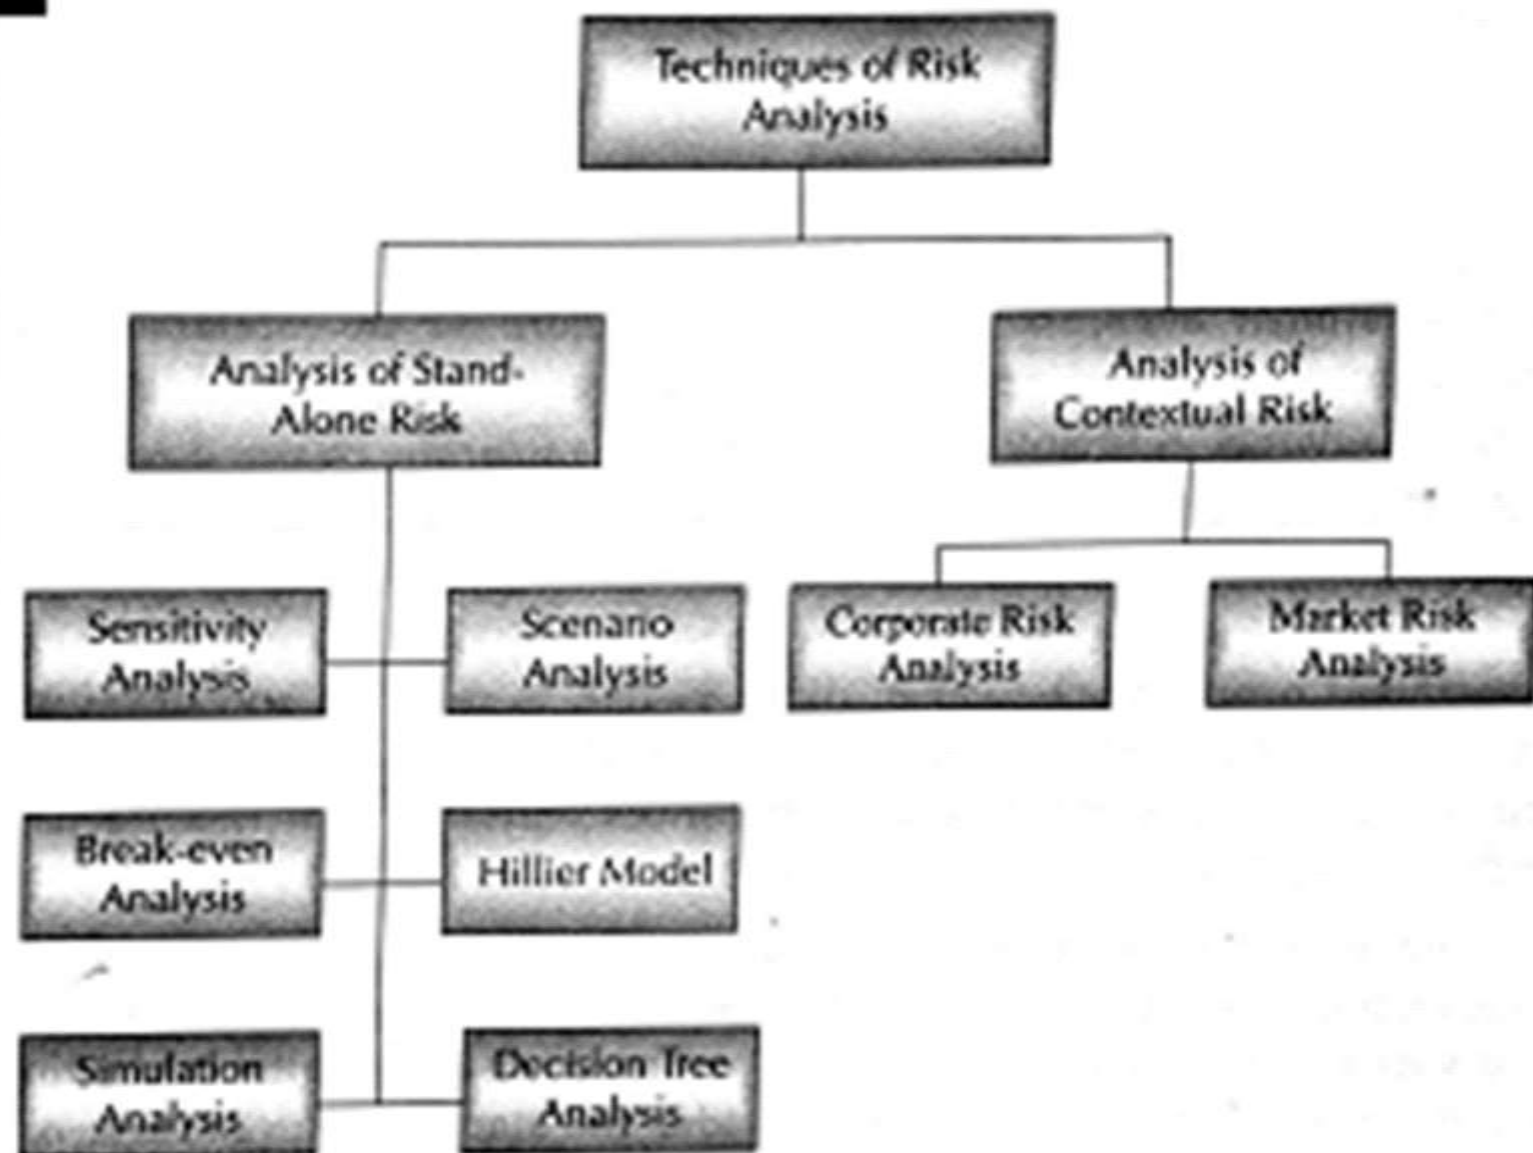 Techniques of Risk
Analysis
Analysis of Stand-
Alone Risk
Analysis of
Contextual Risk
Sensitivity
Analysis
Scenario
Analysis
Corporate Risk
Analysis
Market Risk
Analysis
Break-even
Analysis
Hillier Model
Simulation
Analysis
Decision Tree
Analysis